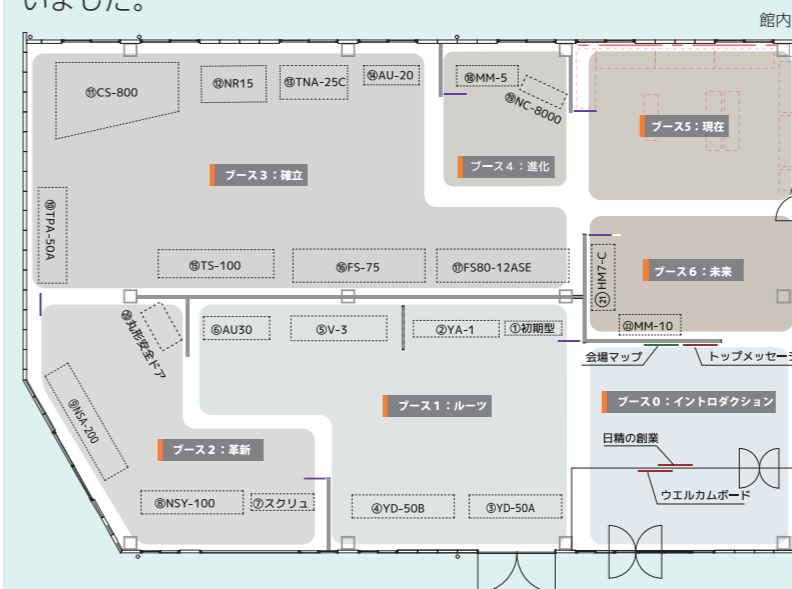 いました。
館内
⑪CS-800
⑫NR15
⑬TNA-25C
⑭AU-20
⑱MM-5
⑲NC-8000
ブース5：現在
ブース4：進化
ブース3：確立
⑩TPA-50A
⑮TS-100
⑯FS-75
⑰FS80-12ASE
㉑HM7-C
ブース6：未来
㉒MM-10
⑳丸形安全ドア
⑥AU30
⑤V-3
②YA-1
①初期型
会場マップ
トップメッセー
ブース1：ルーツ
ブース0：イントロダクション
⑨NSA-200
ブース2：革新
日精の創業
ウエルカムボード
⑧NSY-100
⑦スクリュ
④YD-50B
③YD-50A